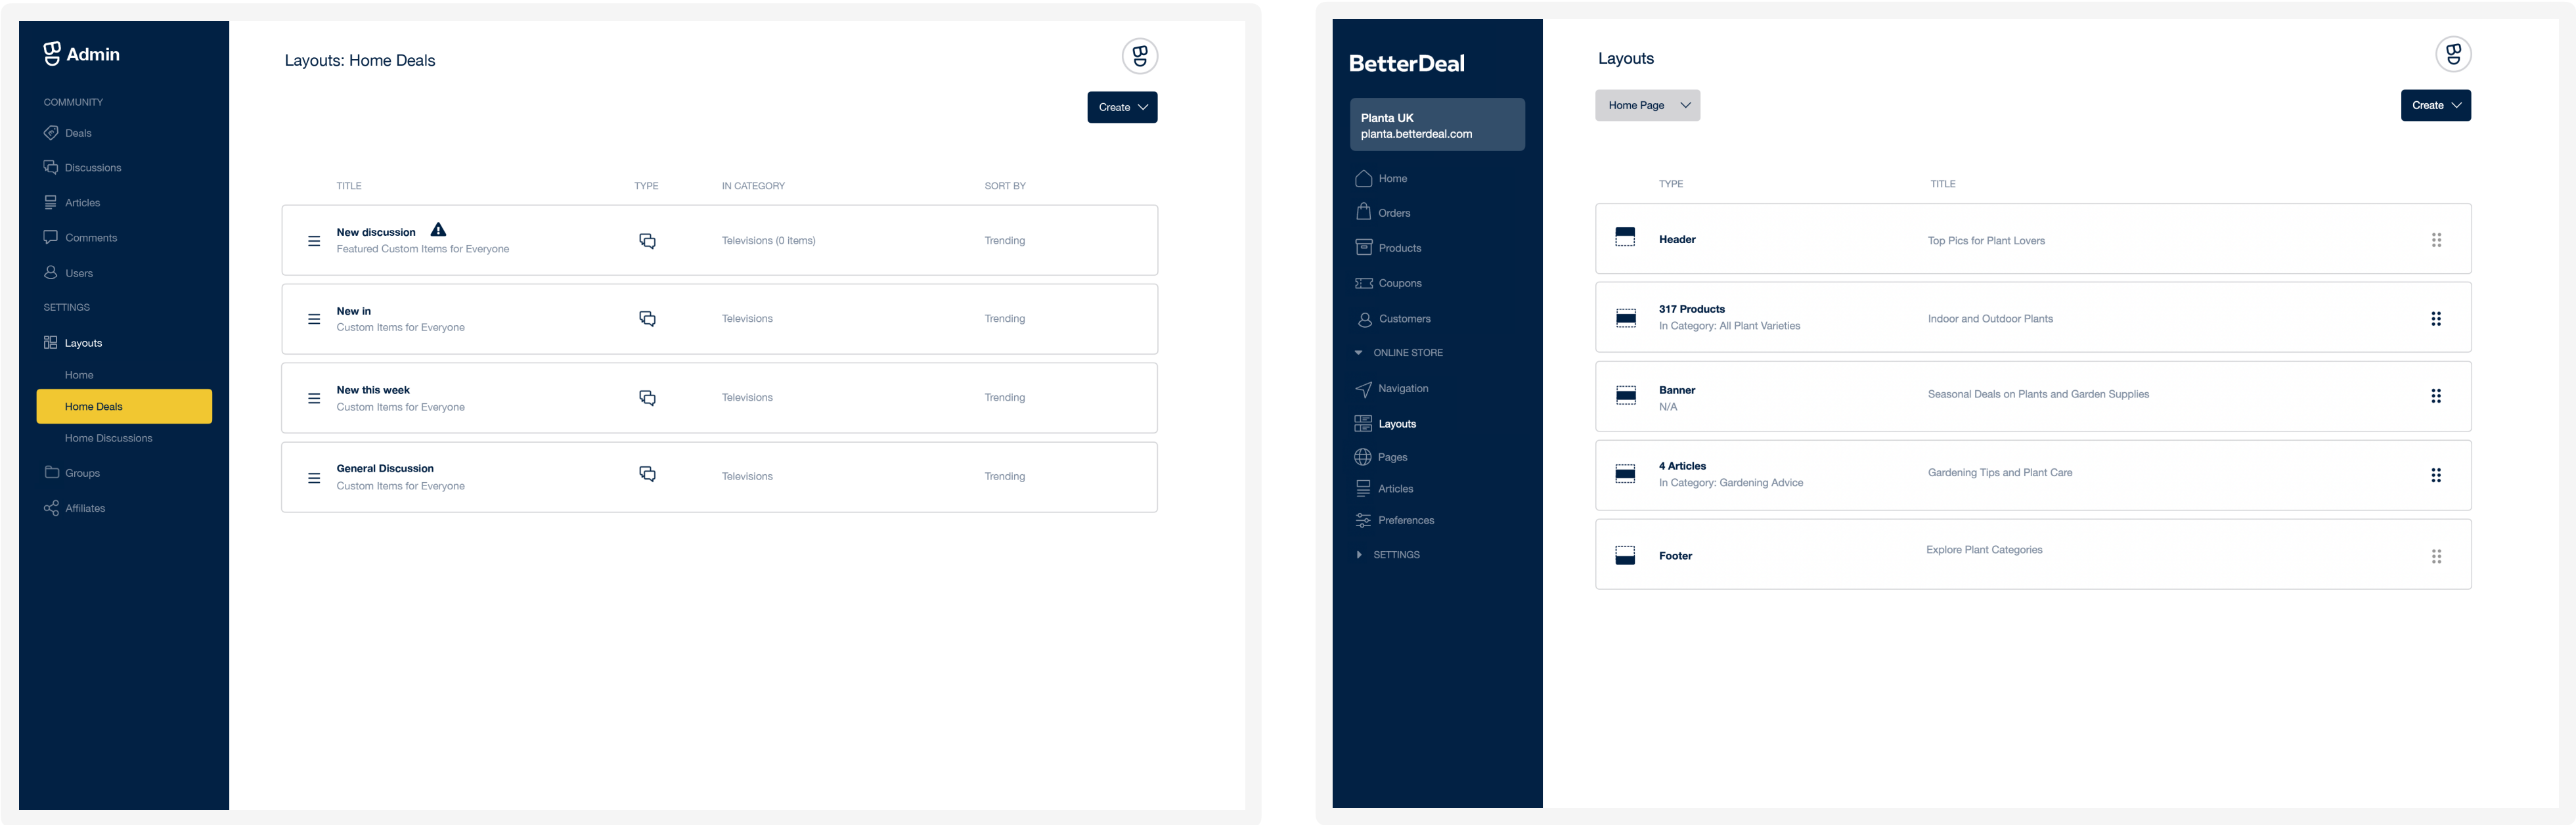 Admin
COMMUNITY
Deals
Discussions
Articles
Comments
Users
SETTINGS
Layouts
Home
Home Deals
Home Discussions
Groups
Affiliates
Layouts: Home Deals
Create
TITLE TYPE IN CATEGORY SORT BY
New discussion
Featured Custom Items for Everyone
Televisions (0 items)
Trending
New in
Custom Items for Everyone
Televisions
Trending
New this week
Custom Items for Everyone
Televisions
Trending
General Discussion
Custom Items for Everyone
Televisions
Trending
BetterDeal
Planta UK
planta.betterdeal.com
Home
Orders
Products
Coupons
Customers
ONLINE STORE
Navigation
Layouts
Pages
Articles
Preferences
SETTINGS
Layouts
Home Page
Create
TYPE TITLE
Header
Top Pics for Plant Lovers
317 Products
In Category: All Plant Varieties
Indoor and Outdoor Plants
Banner
N/A
Seasonal Deals on Plants and Garden Supplies
4 Articles
In Category: Gardening Advice
Gardening Tips and Plant Care
Footer
Explore Plant Categories